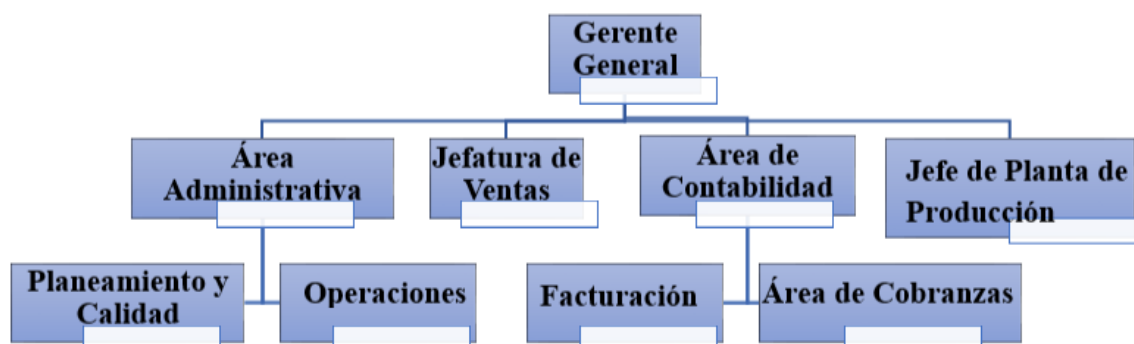 Gerente
General
Área
Administrativa
Jefatura de
Ventas
Área de
Contabilidad
Jefe de Planta de
Producción
Planeamiento y
Calidad
Operaciones
Facturación
Área de Cobranzas